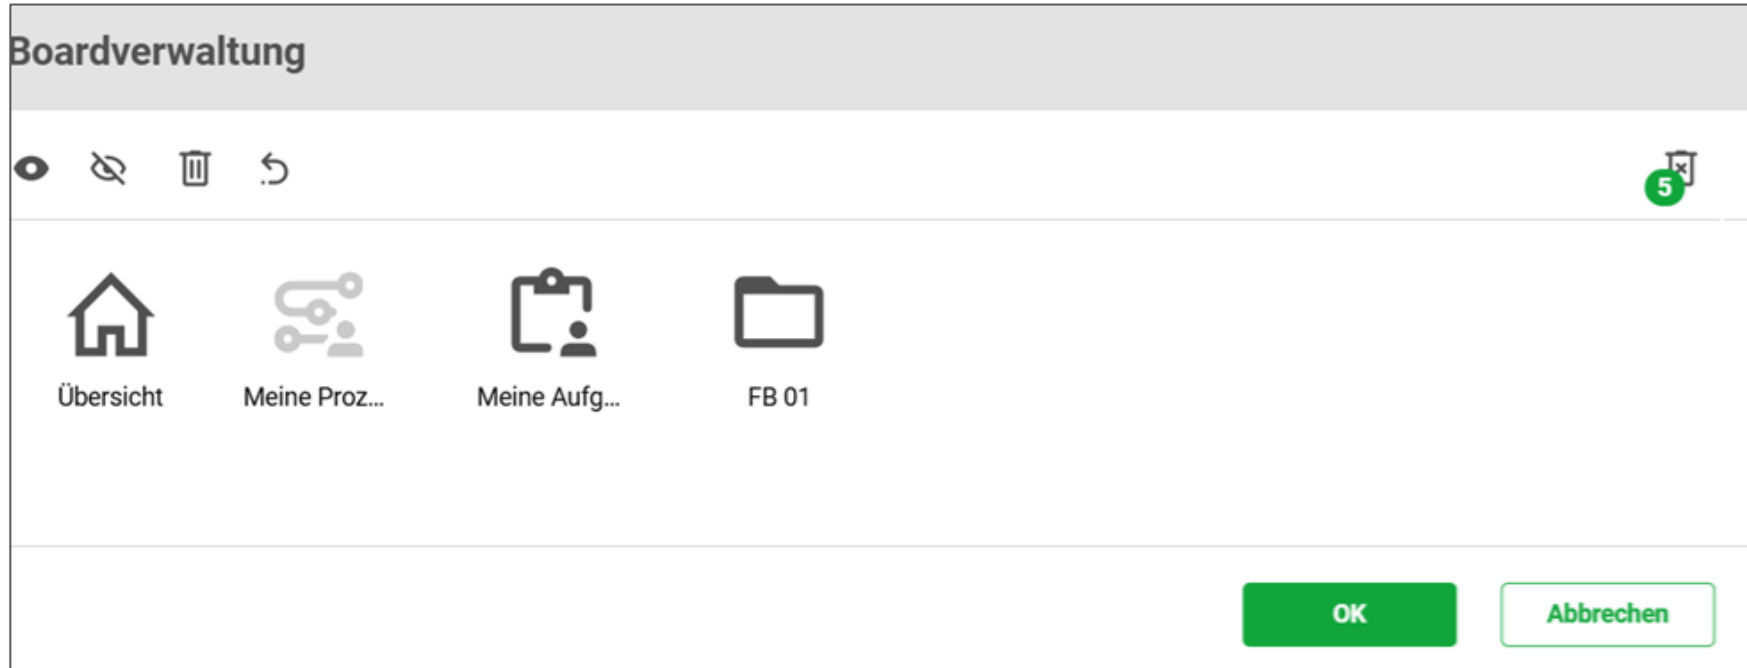 Boardverwaltung
5
Übersicht
Meine Proz...
Meine Aufg...
FB 01
OK
Abbrechen